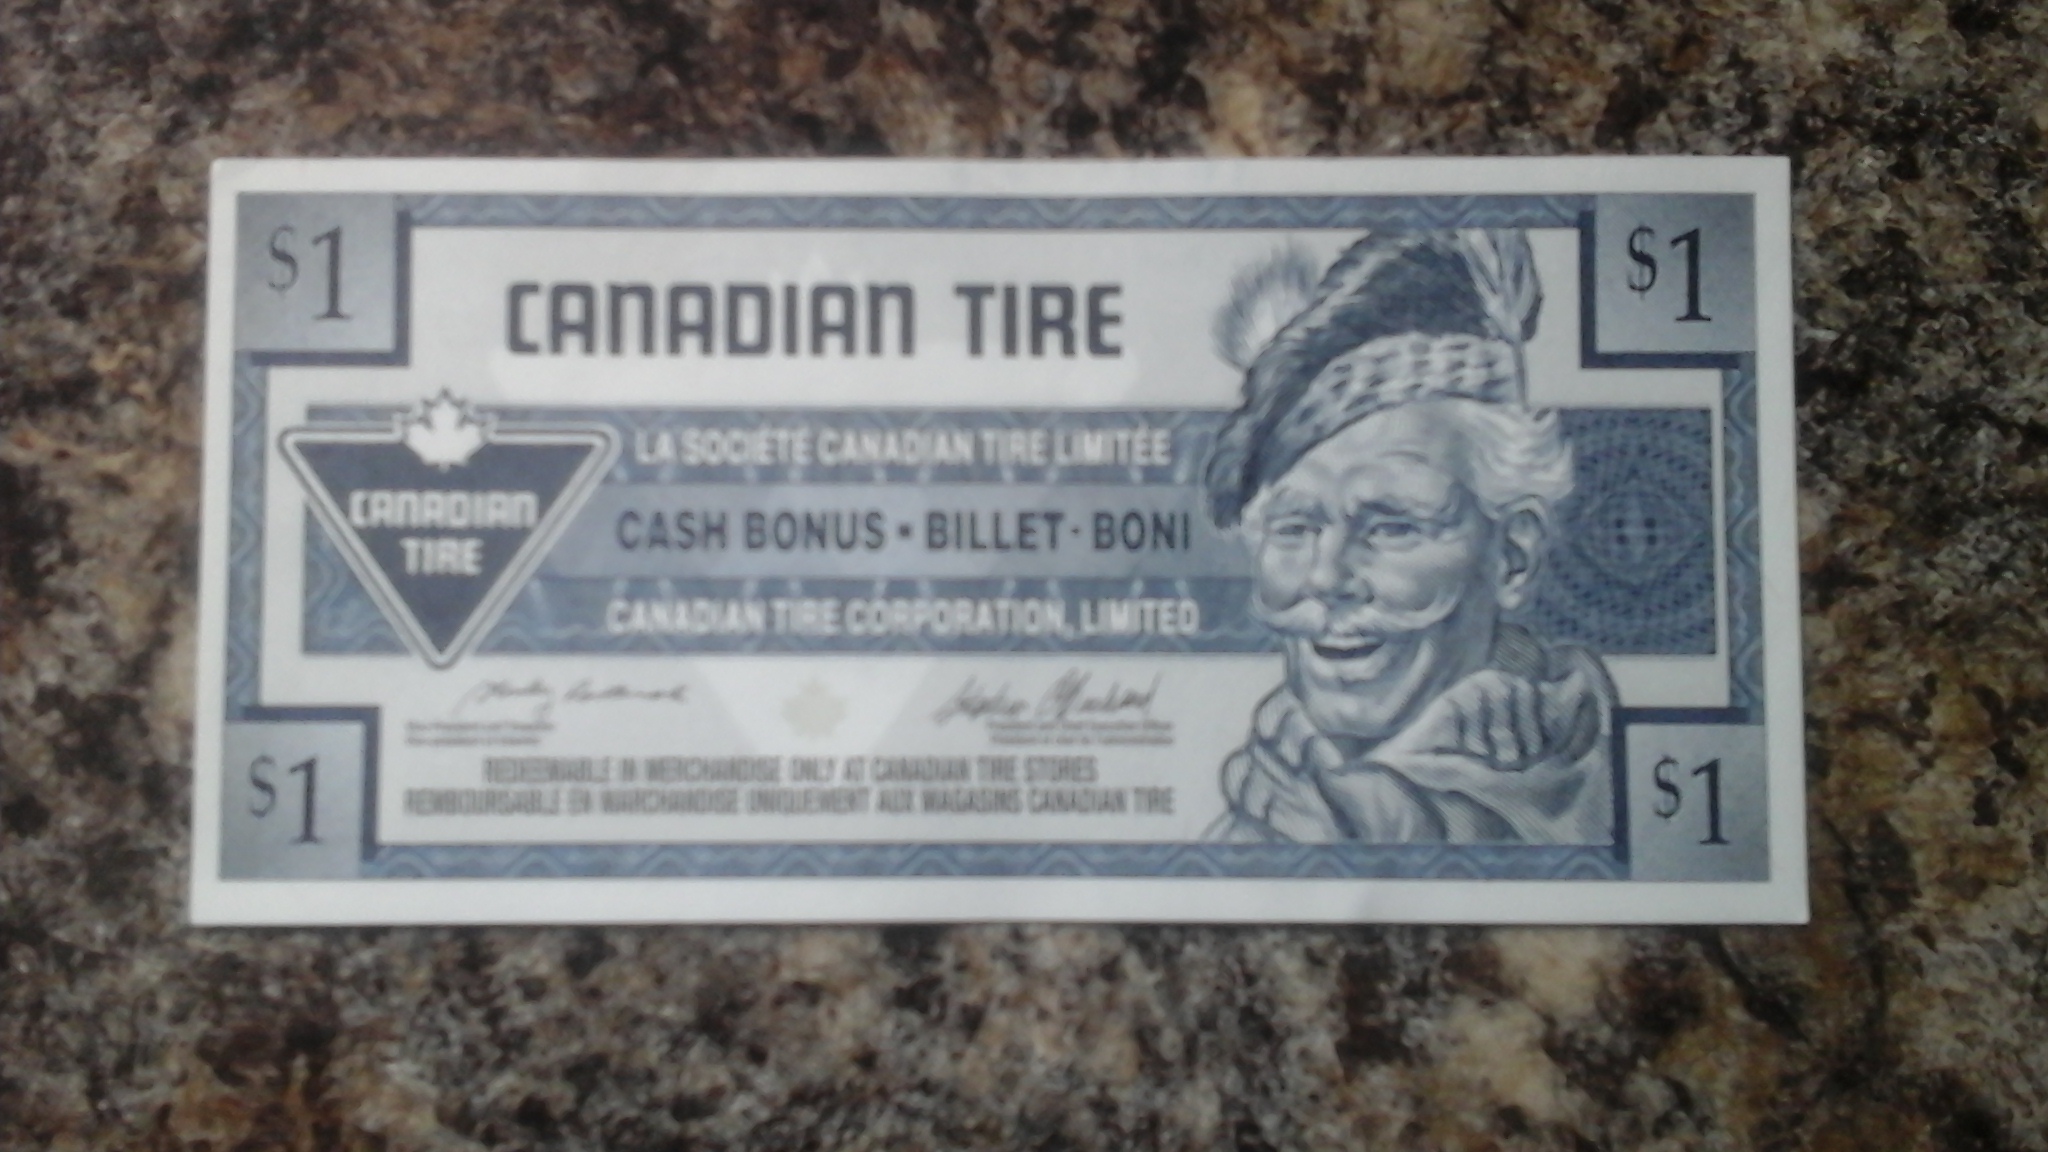 $1
$1
CANADIAN TIRE
LA SOCIÉTÉ CANADIAN TIRE LIMITÉE
CANADIAN
TIRE
CASH BONUS • BILLET - BONI
CANADIAN TIRE CORPORATION, LIMITED
REDEEMABLE IN MERCHANDISE ONLY AT CANADIAN TIRE STORES
REMBOURSABLE EN MARCHANDISE UNIQUEMENT AUX MAGASINS CANADIAN TIRE
$1
$1